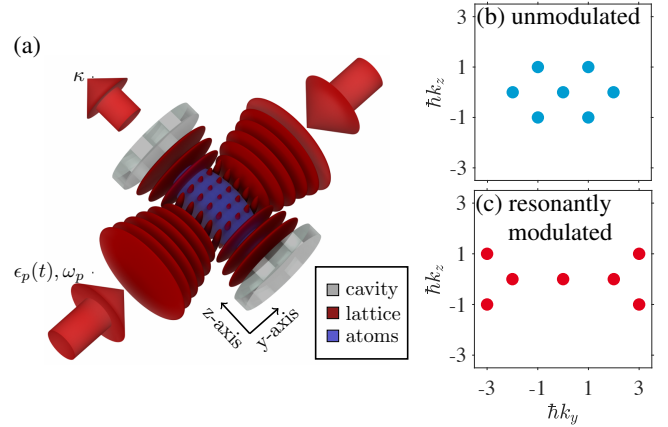 (a)
κ
ϵ_p(t), ω_p
z-axis
y-axis
cavity
lattice
atoms
(b)
unmodulated
3
1
-1
-3
ħk_z
(c)
resonantly
modulated
3
1
-1
-3
ħk_z
-3
-1
1
3
ħk_y